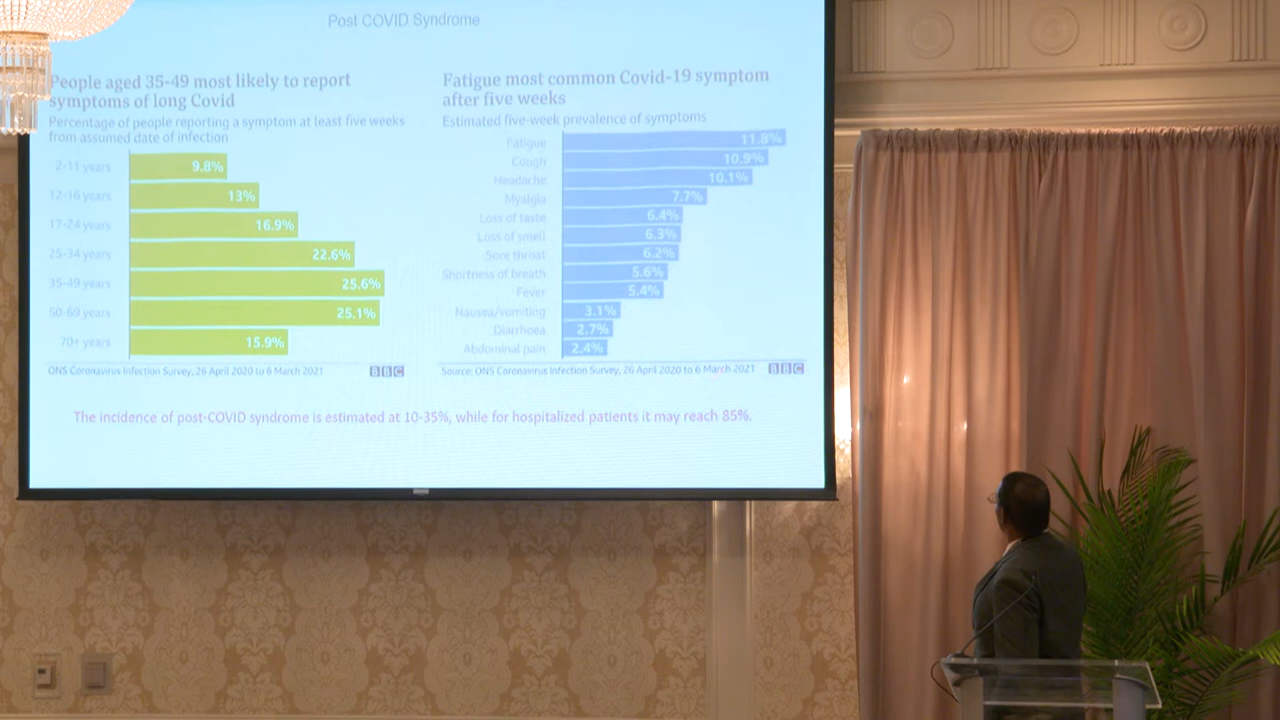 Post COVID Syndrome
People aged 35-49 most likely to report
symptoms of long Covid
Percentage of people reporting a symptom at least five weeks
from assumed date of infection
2-11 years 9.8%
12-16 years 13%
17-24 years 16.9%
25-34 years 22.6%
35-49 years 25.6%
50-69 years 25.1%
70+ years 15.9%
ONS Coronavirus Infection Survey, 26 April 2020 to 6 March 2021 BBC
Fatigue most common Covid-19 symptom
after five weeks
Estimated five-week prevalence of symptoms
Fatigue 11.8%
Cough 10.9%
Headache 10.1%
Myalgia 7.7%
Loss of taste 6.4%
Loss of smell 6.3%
Sore throat 6.2%
Shortness of breath 5.6%
Fever 5.4%
Nausea/vomiting 3.1%
Diarrhoea 2.7%
Abdominal pain 2.4%
Source: ONS Coronavirus Infection Survey, 26 April 2020 to 6 March 2021 BBC
The incidence of post-COVID syndrome is estimated at 10-35%, while for hospitalized patients it may reach 85%.